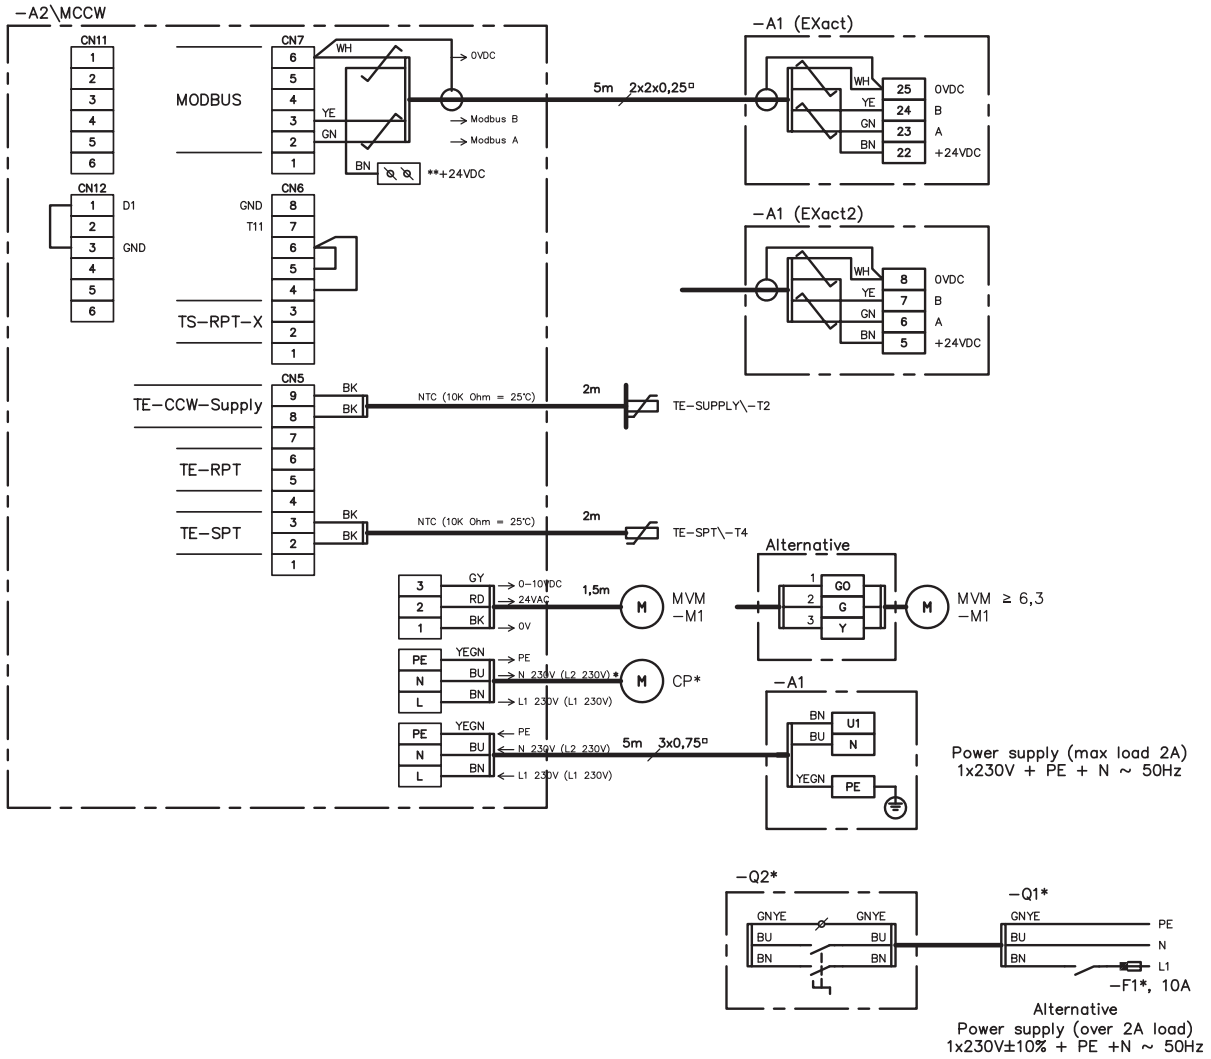 -A2\MCCW
CN11
1
2
3
4
5
6
CN12
1 D1
2
3 GND
4
5
6
MODBUS
CN7
6 WH → 0VDC
5
4
3 YE → Modbus B
2 GN → Modbus A
1
BN **+24VDC
5m 2x2x0,25¤
-A1 (EXact)
WH 25 0VDC
YE 24 B
GN 23 A
BN 22 +24VDC
-A1 (EXact2)
WH 8 0VDC
YE 7 B
GN 6 A
BN 5 +24VDC
CN6
GND 8
T11 7
6
5
4
TS-RPT-X 3
2
1
CN5
9 BK
TE-CCW-Supply NTC (10K Ohm = 25°C) 2m TE-SUPPLY\-T2
8 BK
7
6
TE-RPT
5
4
3 BK
TE-SPT NTC (10K Ohm = 25°C) 2m TE-SPT\-T4
2 BK
1
3 GY → 0-10VDC
2 RD → 24VAC
1 BK → 0V
1,5m M MVM
-M1
Alternative
1 G0
2 G
3 Y
M MVM ≥ 6,3
-M1
PE YEGN → PE
N BU → N 230V (L2 230V) *
L BN → L1 230V (L1 230V)
M CP*
PE YEGN ← PE
N BU ← N 230V (L2 230V)
L BN ← L1 230V (L1 230V)
5m 3x0,75¤
-A1
BN U1
BU N
YEGN PE
Power supply (max load 2A)
1x230V + PE + N ~ 50Hz
-Q2*
GNYE GNYE
BU BU
BN BN
-Q1*
GNYE PE
BU N
BN L1
-F1*, 10A
Alternative
Power supply (over 2A load)
1x230V±10% + PE +N ~ 50Hz